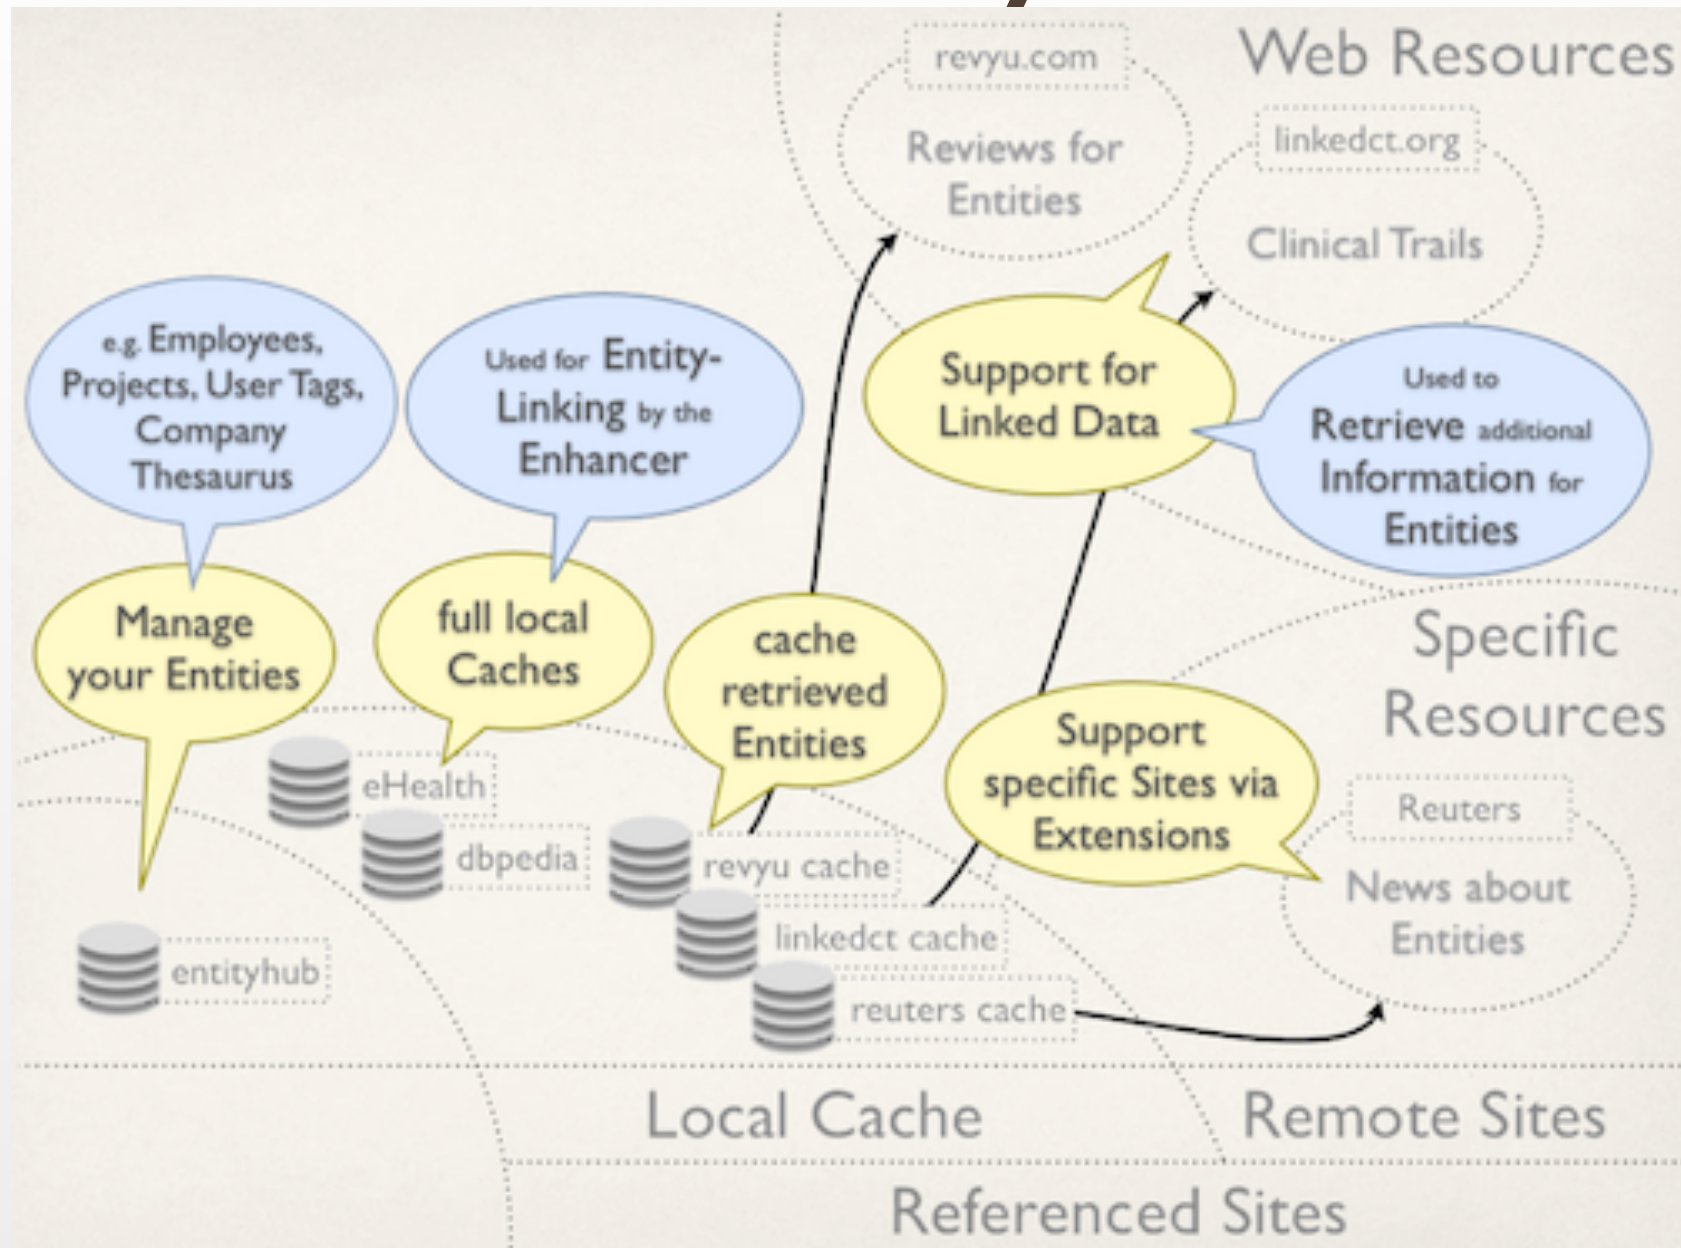 revyu.com
Web Resources
Reviews for
Entities
linkedct.org
Clinical Trails
e.g. Employees,
Projects, User Tags,
Company
Thesaurus
Used for Entity-
Linking by the
Enhancer
Support for
Linked Data
Used to
Retrieve additional
Information for
Entities
Manage
your Entities
full local
Caches
cache
retrieved
Entities
Support
specific Sites via
Extensions
Specific
Resources
eHealth
dbpedia
revyu cache
linkedct cache
reuters cache
entityhub
Reuters
News about
Entities
Local Cache
Remote Sites
Referenced Sites